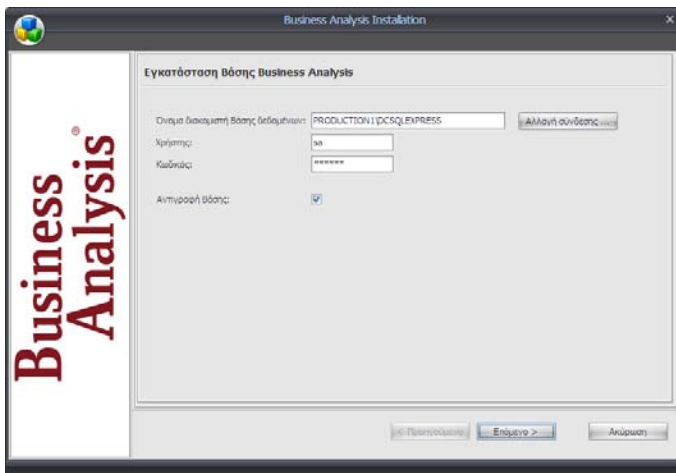 Business Analysis Installation
Εγκατάσταση Βάσης Business Analysis
Όνομα διακομιστή Βάσης δεδομένων: PRODUCTION1\DCSQLEXPRESS Αλλαγή σύνδεσης ....
Χρήστης: sa
Κωδικός: ******
Αντιγραφή Βάσης:
Business
Analysis®
< Προηγούμενο Επόμενο > Ακύρωση